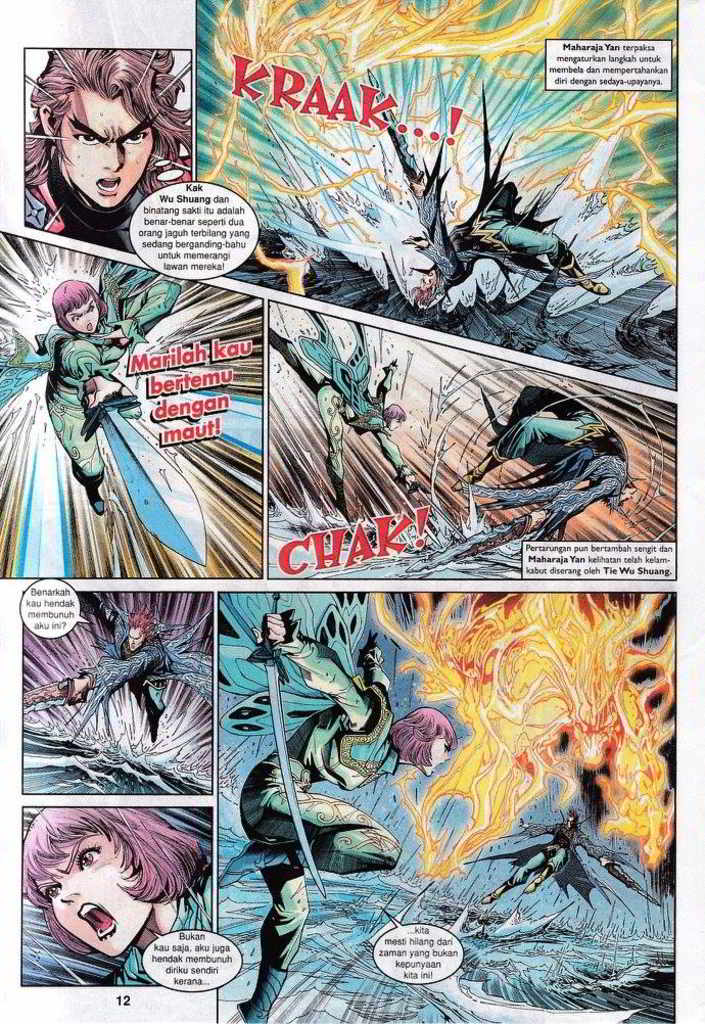 Maharaja Yan terpaksa
mengaturkan langkah untuk
membela dan mempertahankan
diri dengan sedaya-upayanya.
KRAAK...!
Kak
Wu Shuang dan
binatang sakti itu adalah
benar-benar seperti dua
orang jaguh terbilang yang
sedang berganding-bahu
untuk memerangi
lawan mereka!
Marilah kau
bertemu
dengan
maut!
CHAK!
Pertarungan pun bertambah sengit dan
Maharaja Yan kelihatan telah kelam-
kabut diserang oleh Tie Wu Shuang.
Benarkah
kau hendak
membunuh
aku ini?
Bukan
kau saja, aku juga
hendak membunuh
diriku sendiri
kerana...
...kita
mesti hilang dari
zaman yang bukan
kepunyaan
kita ini!
12